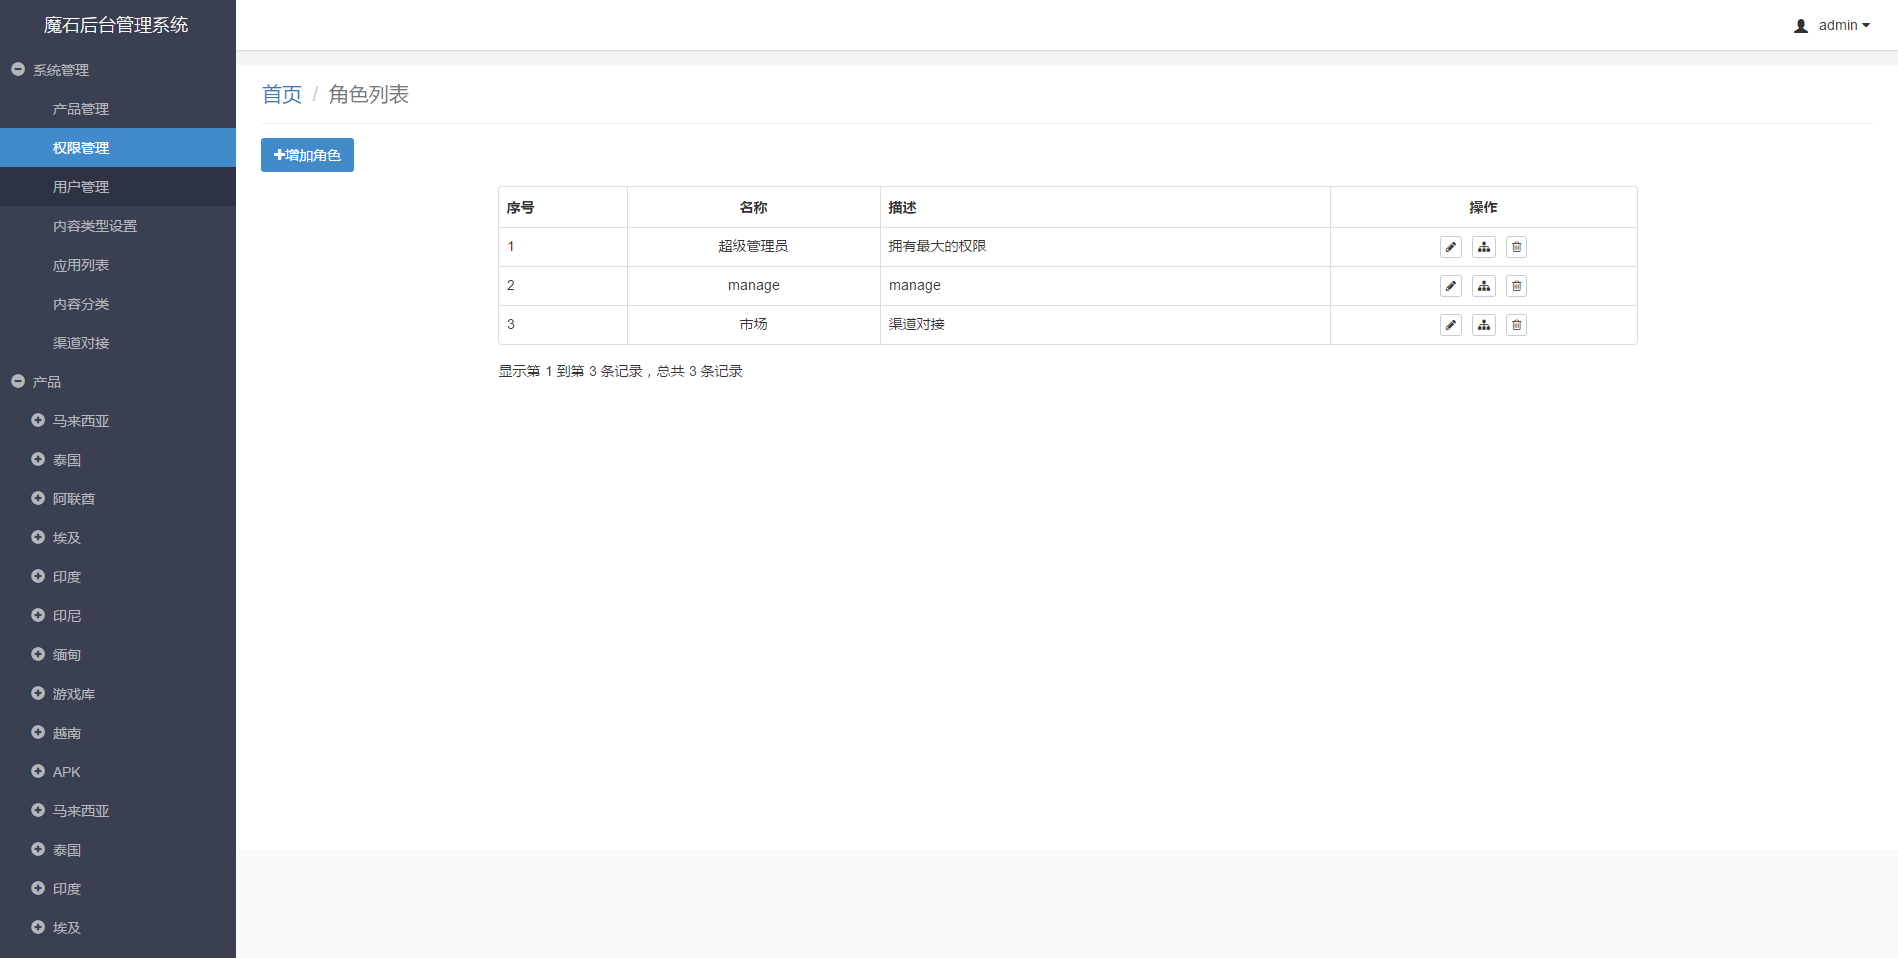 魔石后台管理系统
admin
系统管理
产品管理
权限管理
用户管理
内容类型设置
应用列表
内容分类
渠道对接
产品
马来西亚
泰国
阿联酋
埃及
印度
印尼
缅甸
游戏库
越南
APK
马来西亚
泰国
印度
埃及
首页 / 角色列表
增加角色
序号 名称 描述 操作
1 超级管理员 拥有最大的权限
2 manage manage
3 市场 渠道对接
显示第 1 到第 3 条记录，总共 3 条记录